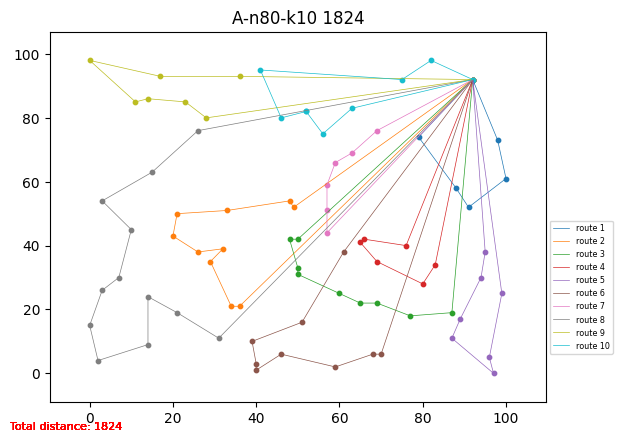 A-n80-k10 1824
100
80
60
40
20
0
0
20
40
60
80
100
route 1
route 2
route 3
route 4
route 5
route 6
route 7
route 8
route 9
route 10
Total distance: 1824